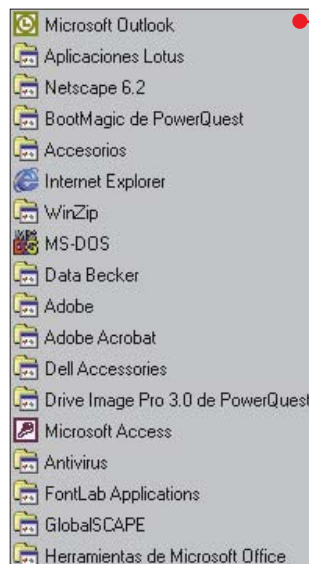 Microsoft Outlook
Aplicaciones Lotus
Netscape 6.2
BootMagic de PowerQuest
Accesorios
Internet Explorer
WinZip
MS-DOS
Data Becker
Adobe
Adobe Acrobat
Dell Accessories
Drive Image Pro 3.0 de PowerQuest
Microsoft Access
Antivirus
FontLab Applications
GlobalSCAPE
Herramientas de Microsoft Office